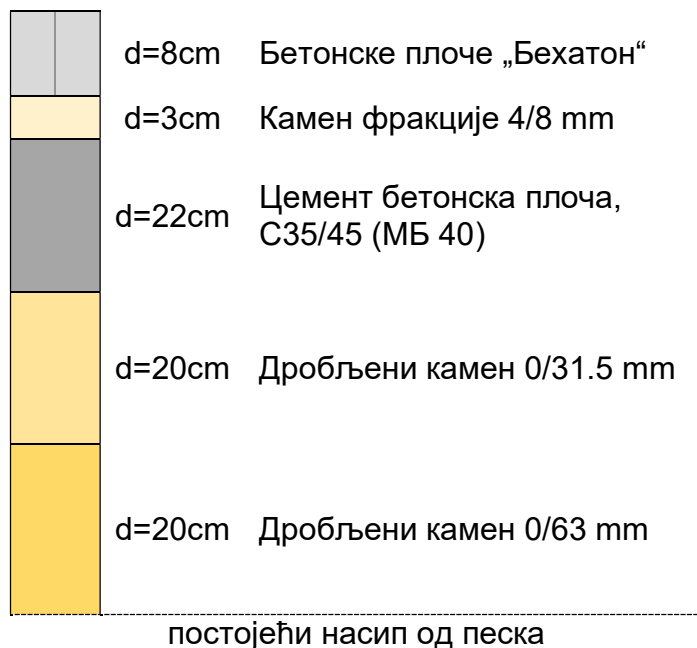 d=8cm Бетонске плоче „Бехатон“
d=3cm Камен фракције 4/8 mm
d=22cm Цемент бетонска плоча,
С35/45 (МБ 40)
d=20cm Дробљени камен 0/31.5 mm
d=20cm Дробљени камен 0/63 mm
постојећи насип од песка